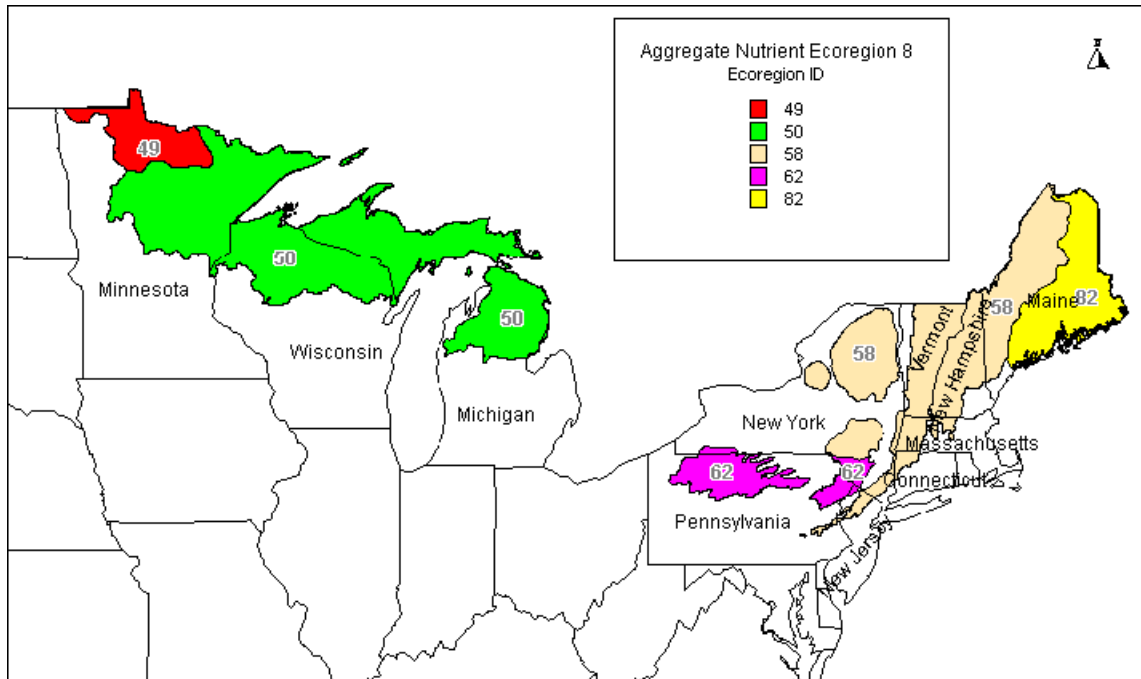 Aggregate Nutrient Ecoregion 8
Ecoregion ID
49
50
58
62
82
N
49
50
50
Minnesota
Wisconsin
Michigan
58
58
Maine
82
Vermont
New Hampshire
New York
Massachusetts
Connecticut
62
62
Pennsylvania
New Jersey